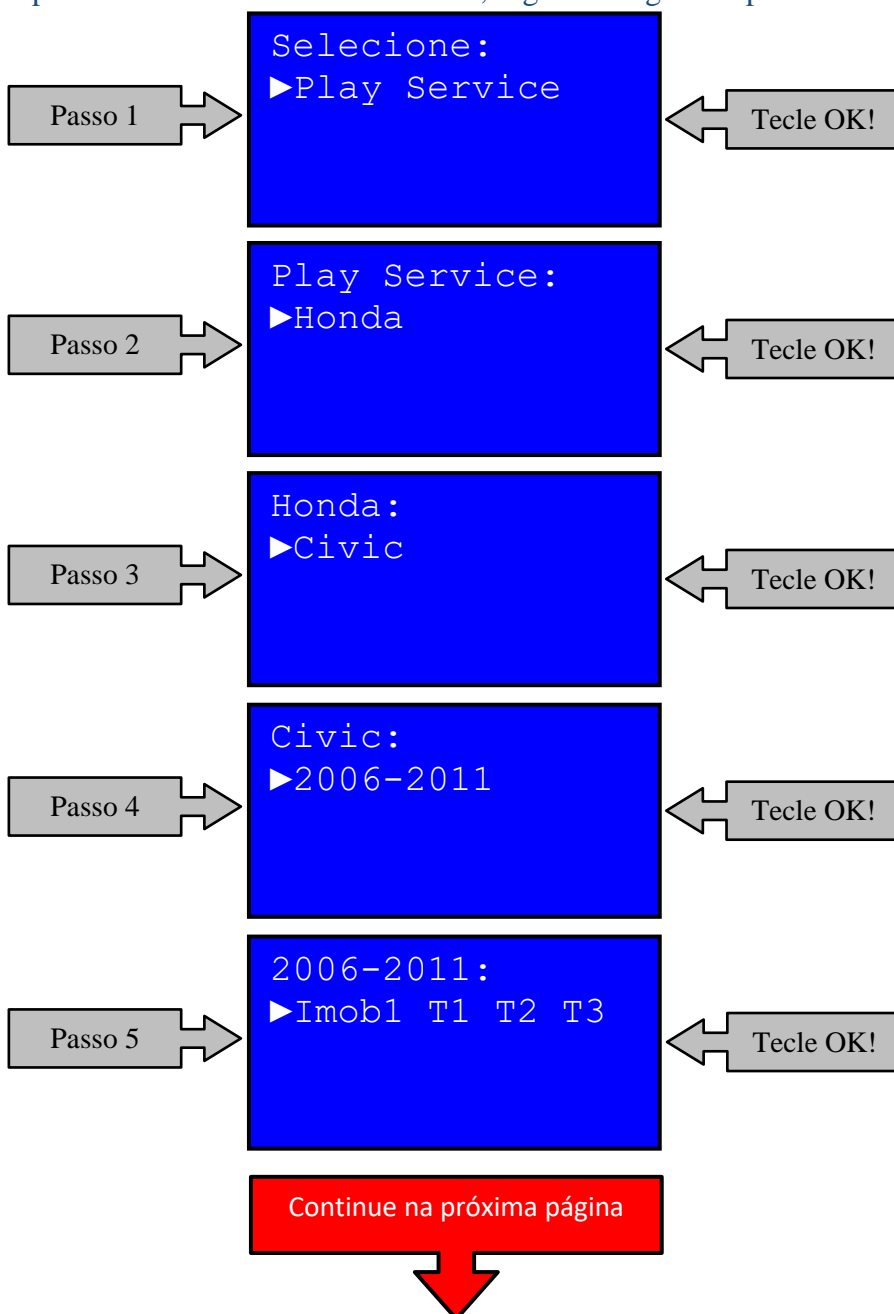 Selecione:
►Play Service
Passo 1
Tecle OK!
Play Service:
►Honda
Passo 2
Tecle OK!
Honda:
►Civic
Passo 3
Tecle OK!
Civic:
►2006-2011
Passo 4
Tecle OK!
2006-2011:
►Imob1 T1 T2 T3
Passo 5
Tecle OK!
Continue na próxima página